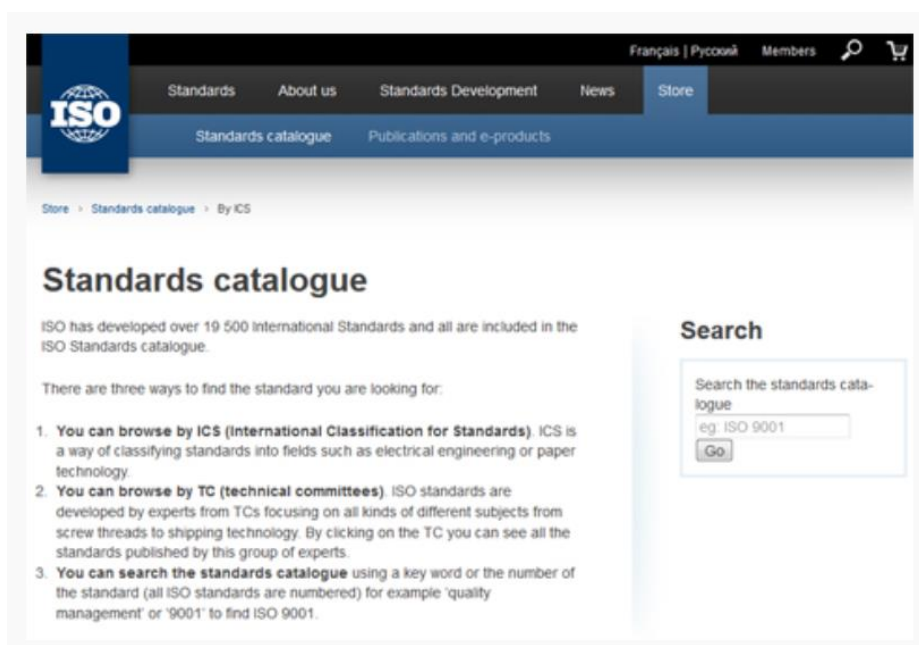 Français | Русский Members
ISO
Standards About us Standards Development News Store
Standards catalogue Publications and e-products
Store › Standards catalogue › By ICS
Standards catalogue
ISO has developed over 19 500 International Standards and all are included in the
ISO Standards catalogue.
There are three ways to find the standard you are looking for:
1. You can browse by ICS (International Classification for Standards). ICS is
a way of classifying standards into fields such as electrical engineering or paper
technology.
2. You can browse by TC (technical committees). ISO standards are
developed by experts from TCs focusing on all kinds of different subjects from
screw threads to shipping technology. By clicking on the TC you can see all the
standards published by this group of experts.
3. You can search the standards catalogue using a key word or the number of
the standard (all ISO standards are numbered) for example 'quality
management' or '9001' to find ISO 9001.
Search
Search the standards cata-
logue
eg: ISO 9001
Go